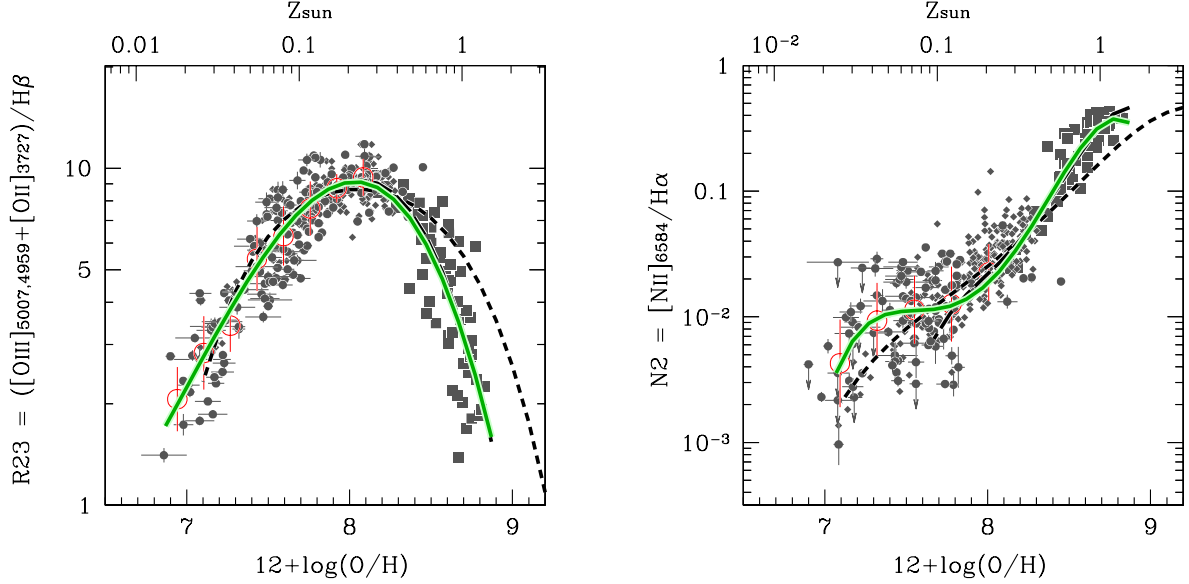 Zsun
0.01 0.1 1
R23 = ([OIII]5007,4959+[OII]3727)/Hβ
10
5
1
7 8 9
12+log(O/H)
Zsun
10⁻² 0.1 1
N2 = [NII]6584/Hα
1
0.1
10⁻²
10⁻³
7 8 9
12+log(O/H)